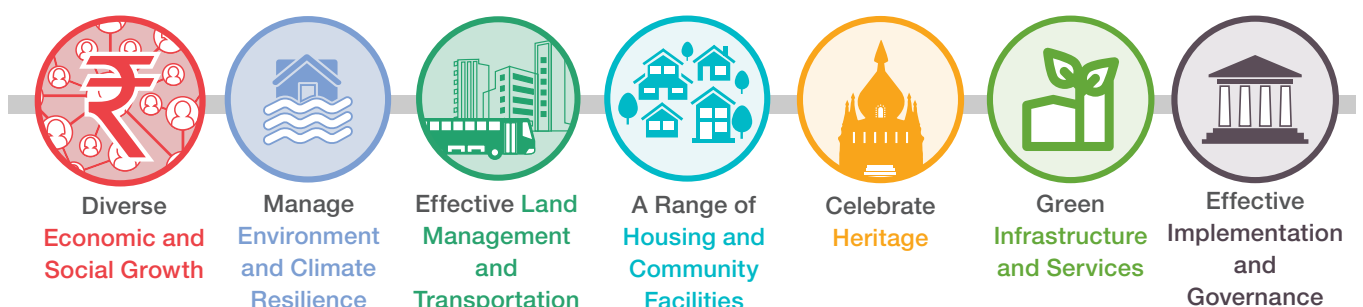 Diverse
Economic and
Social Growth
Manage
Environment
and Climate
Resilience
Effective Land
Management
and
Transportation
A Range of
Housing and
Community
Facilities
Celebrate
Heritage
Green
Infrastructure
and Services
Effective
Implementation
and
Governance